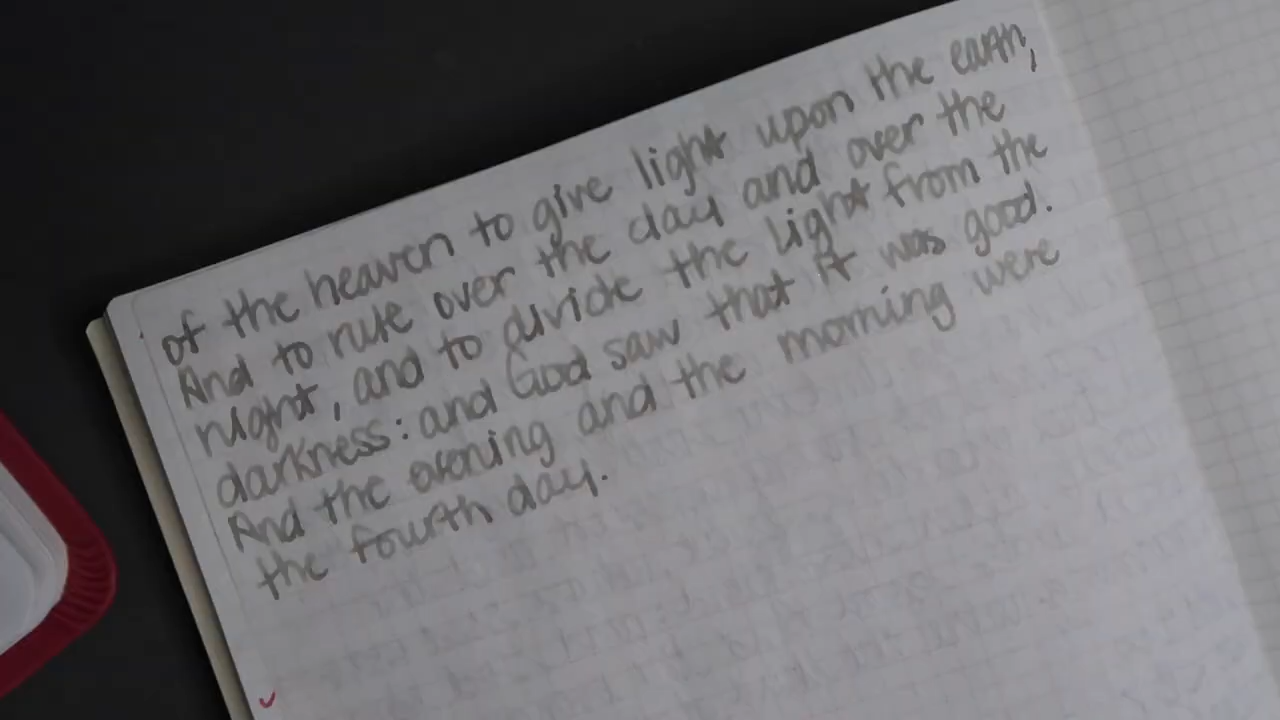 of the heaven to give light upon the earth,
And to rule over the day and over the
night, and to divide the light from the
darkness: and God saw that it was good.
And the evening and the morning were
the fourth day.